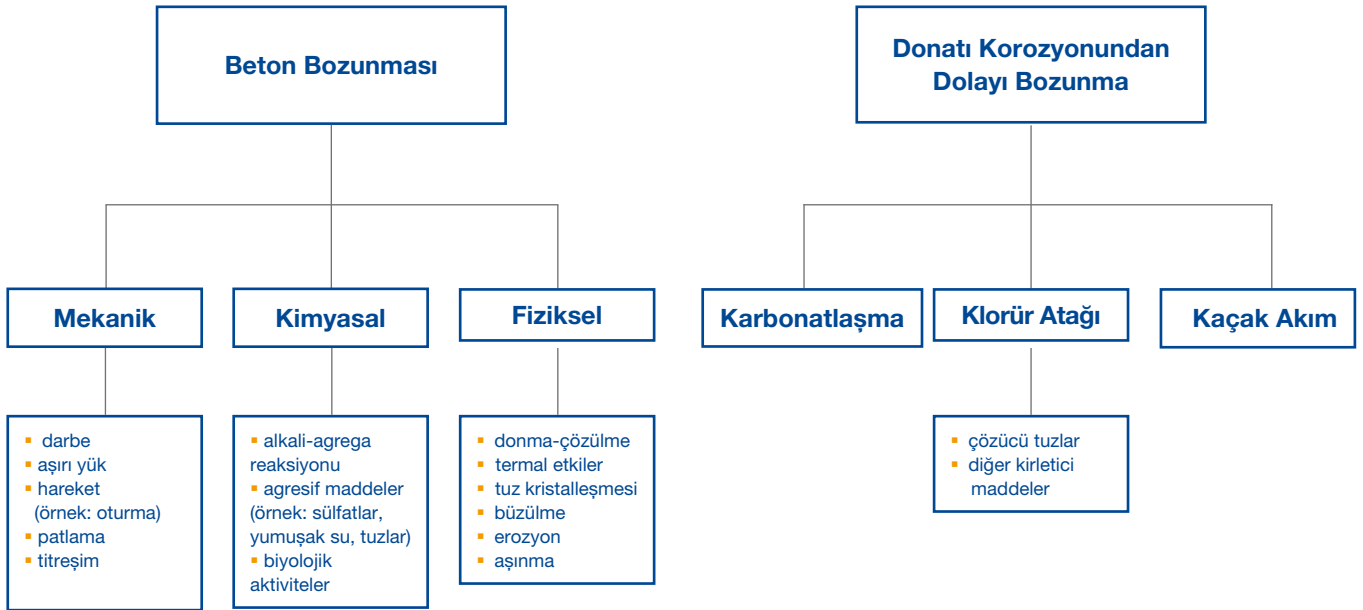 Beton Bozunması
Donatı Korozyonundan
Dolayı Bozunma
Mekanik
Kimyasal
Fiziksel
Karbonatlaşma
Klorür Atağı
Kaçak Akım
▪ darbe
▪ aşırı yük
▪ hareket
(örnek: oturma)
▪ patlama
▪ titreşim
▪ alkali-agrega
reaksiyonu
▪ agresif maddeler
(örnek: sülfatlar,
yumuşak su, tuzlar)
▪ biyolojik
aktiviteler
▪ donma-çözülme
▪ termal etkiler
▪ tuz kristalleşmesi
▪ büzülme
▪ erozyon
▪ aşınma
▪ çözücü tuzlar
▪ diğer kirletici
maddeler